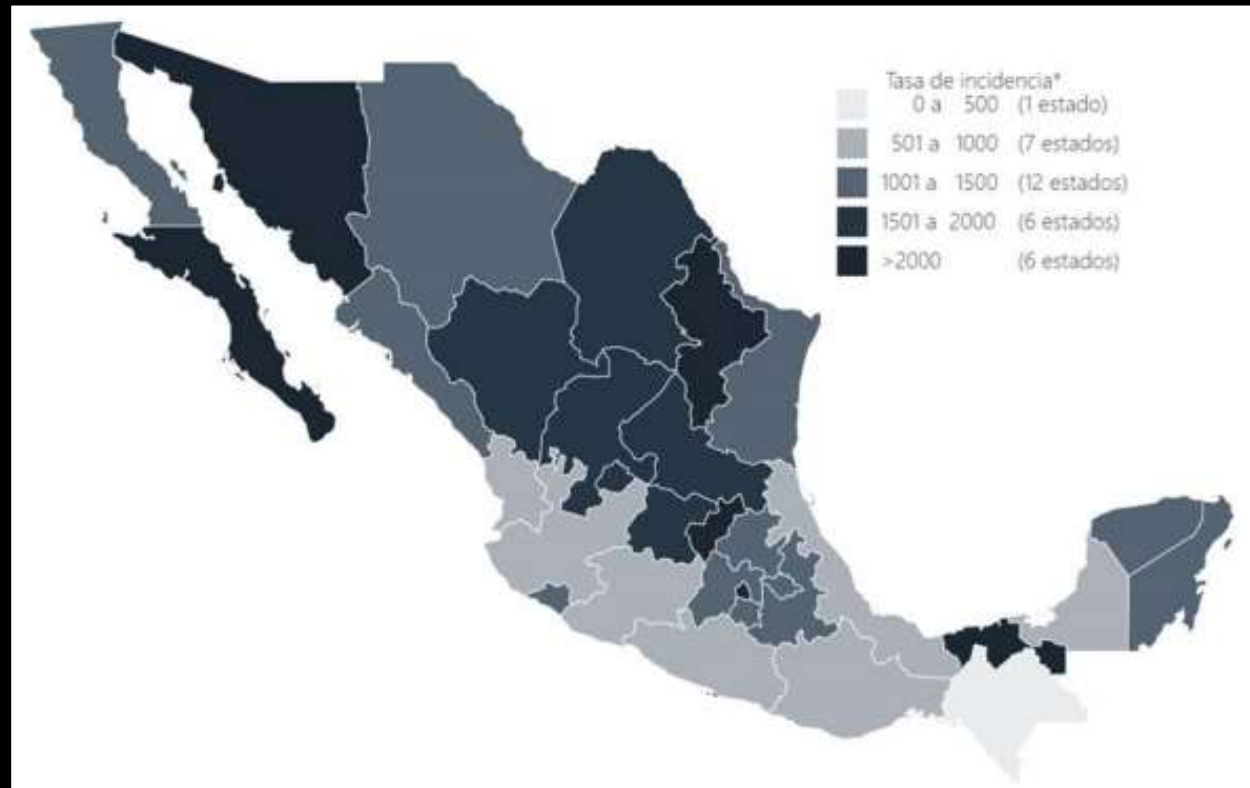 Tasa de incidencia*
0 a 500 (1 estado)
501 a 1000 (7 estados)
1001 a 1500 (12 estados)
1501 a 2000 (6 estados)
>2000 (6 estados)